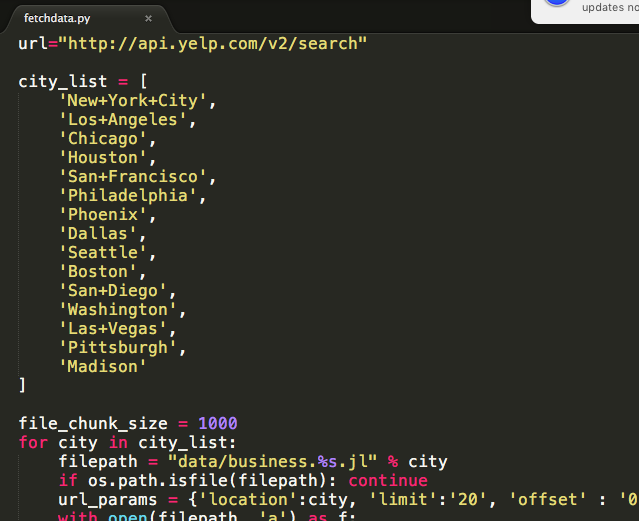 fetchdata.py ×
updates no
url="http://api.yelp.com/v2/search"

city_list = [
    'New+York+City',
    'Los+Angeles',
    'Chicago',
    'Houston',
    'San+Francisco',
    'Philadelphia',
    'Phoenix',
    'Dallas',
    'Seattle',
    'Boston',
    'San+Diego',
    'Washington',
    'Las+Vegas',
    'Pittsburgh',
    'Madison'
]

file_chunk_size = 1000
for city in city_list:
    filepath = "data/business.%s.jl" % city
    if os.path.isfile(filepath): continue
    url_params = {'location':city, 'limit':'20', 'offset' : '0
    with open(filepath, 'a') as f: